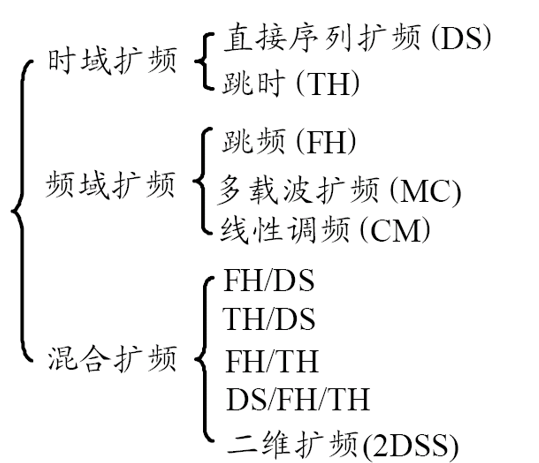 时域扩频
直接序列扩频(DS)
跳时(TH)
频域扩频
跳频(FH)
多载波扩频(MC)
线性调频(CM)
混合扩频
FH/DS
TH/DS
FH/TH
DS/FH/TH
二维扩频(2DSS)